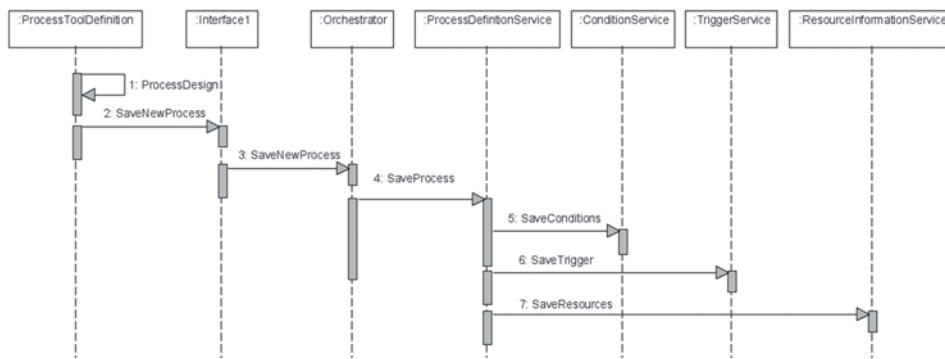 :ProcessToolDefinition
:Interface1
:Orchestrator
:ProcessDefintionService
:ConditionService
:TriggerService
:ResourceInformationService
1: ProcessDesign
2: SaveNewProcess
3: SaveNewProcess
4: SaveProcess
5: SaveConditions
6: SaveTrigger
7: SaveResources